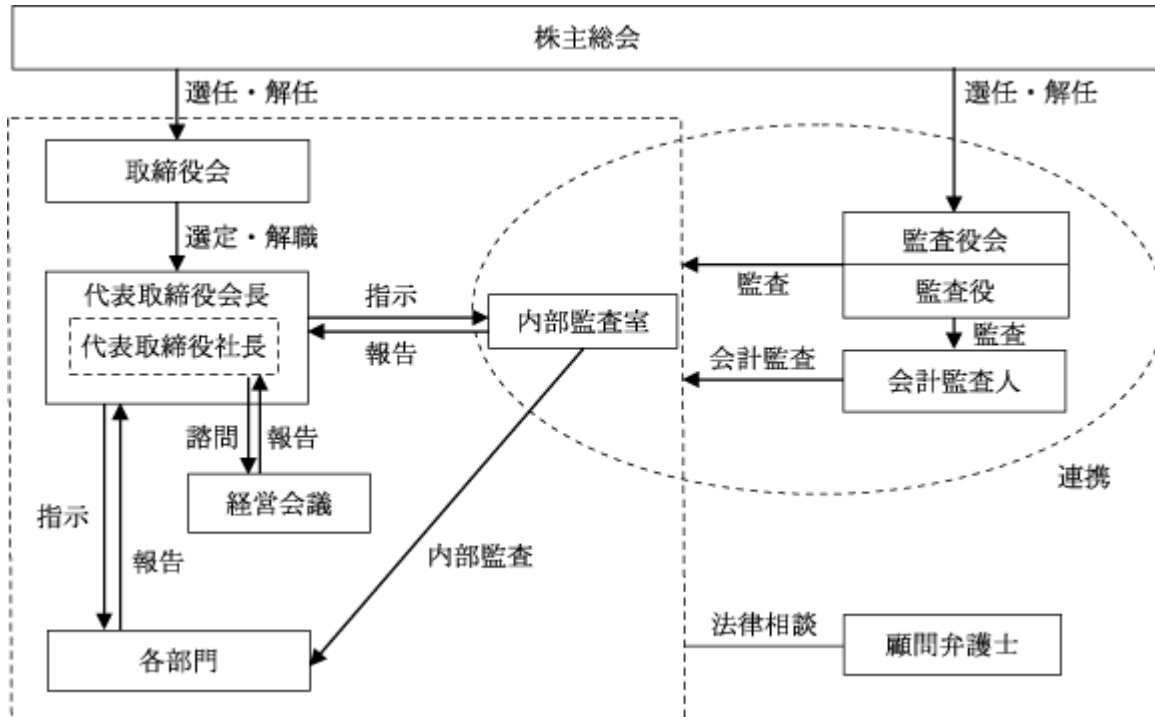 株主総会
選任・解任
選任・解任
取締役会
選定・解職
代表取締役会長
代表取締役社長
指示
報告
内部監査室
監査役会
監査役
監査
監査
会計監査
会計監査人
連携
諮問
報告
経営会議
指示
報告
内部監査
各部門
法律相談
顧問弁護士